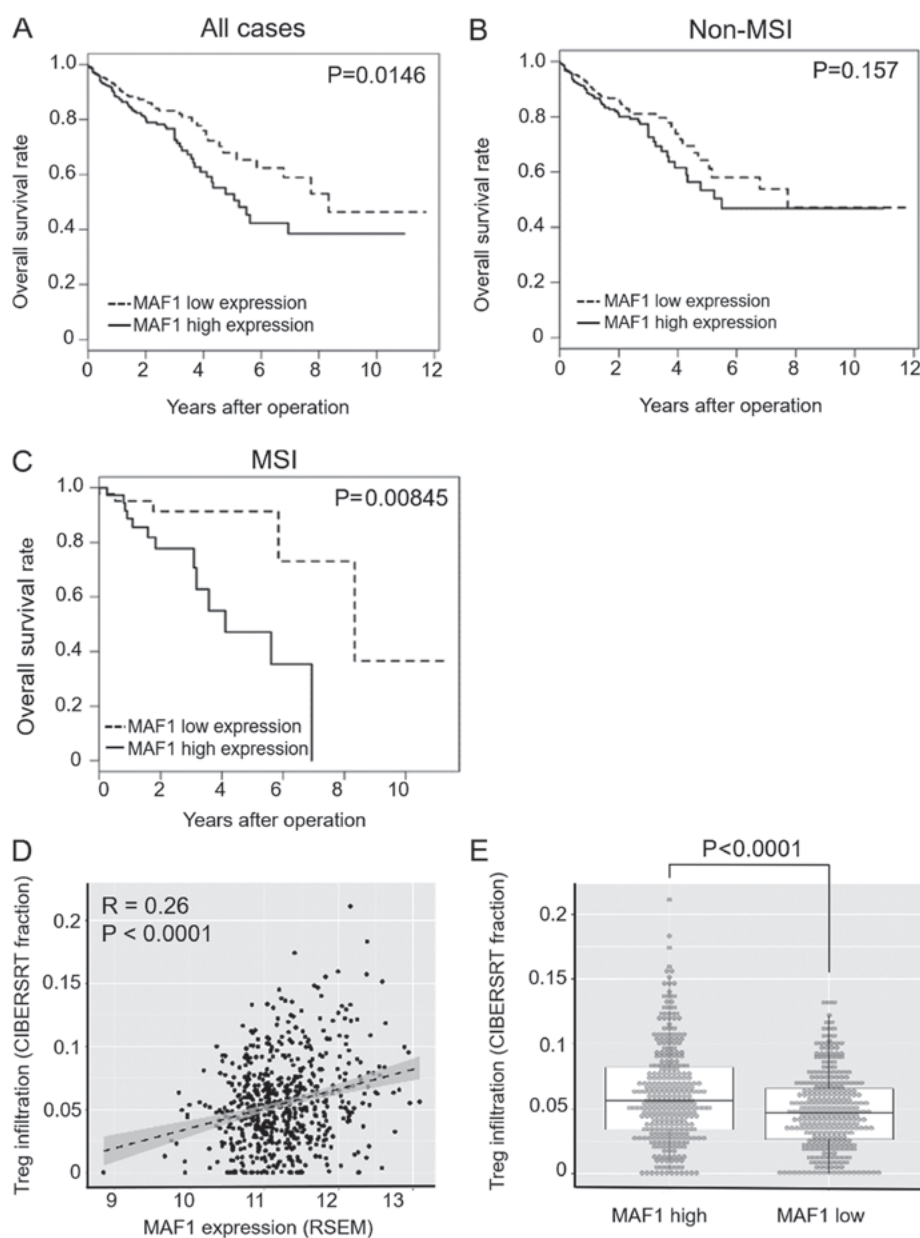 A
All cases
P=0.0146
Overall survival rate
1.0
0.8
0.6
0.4
0.2
0
MAF1 low expression
MAF1 high expression
0 2 4 6 8 10 12
Years after operation
B
Non-MSI
P=0.157
Overall survival rate
1.0
0.8
0.6
0.4
0.2
0
MAF1 low expression
MAF1 high expression
0 2 4 6 8 10 12
Years after operation
C
MSI
P=0.00845
Overall survival rate
1.0
0.8
0.6
0.4
0.2
0
MAF1 low expression
MAF1 high expression
0 2 4 6 8 10
Years after operation
D
R = 0.26
P < 0.0001
Treg infiltration (CIBERSRT fraction)
0.2
0.15
0.1
0.05
0
9 10 11 12 13
MAF1 expression (RSEM)
E
P<0.0001
Treg infiltration (CIBERSRT fraction)
0.2
0.15
0.1
0.05
0
MAF1 high MAF1 low